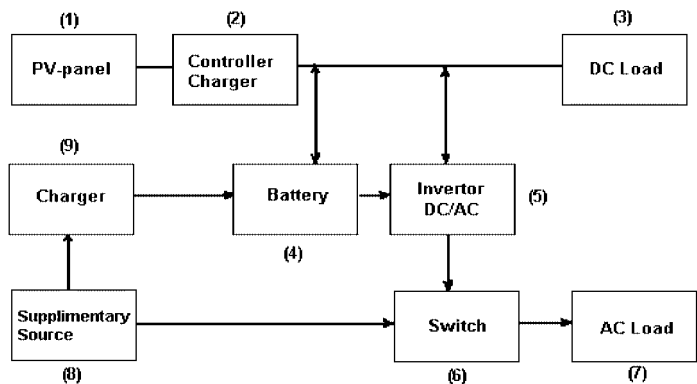 (1)
(2)
(3)
PV-panel
Controller
Charger
DC Load
(9)
Charger
Battery
Invertor
DC/AC
(5)
(4)
Supplimentary
Source
Switch
AC Load
(8)
(6)
(7)